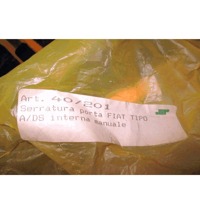 Art. 40/201
Serratura porta FIAT TIPO
A/DS interna manuale